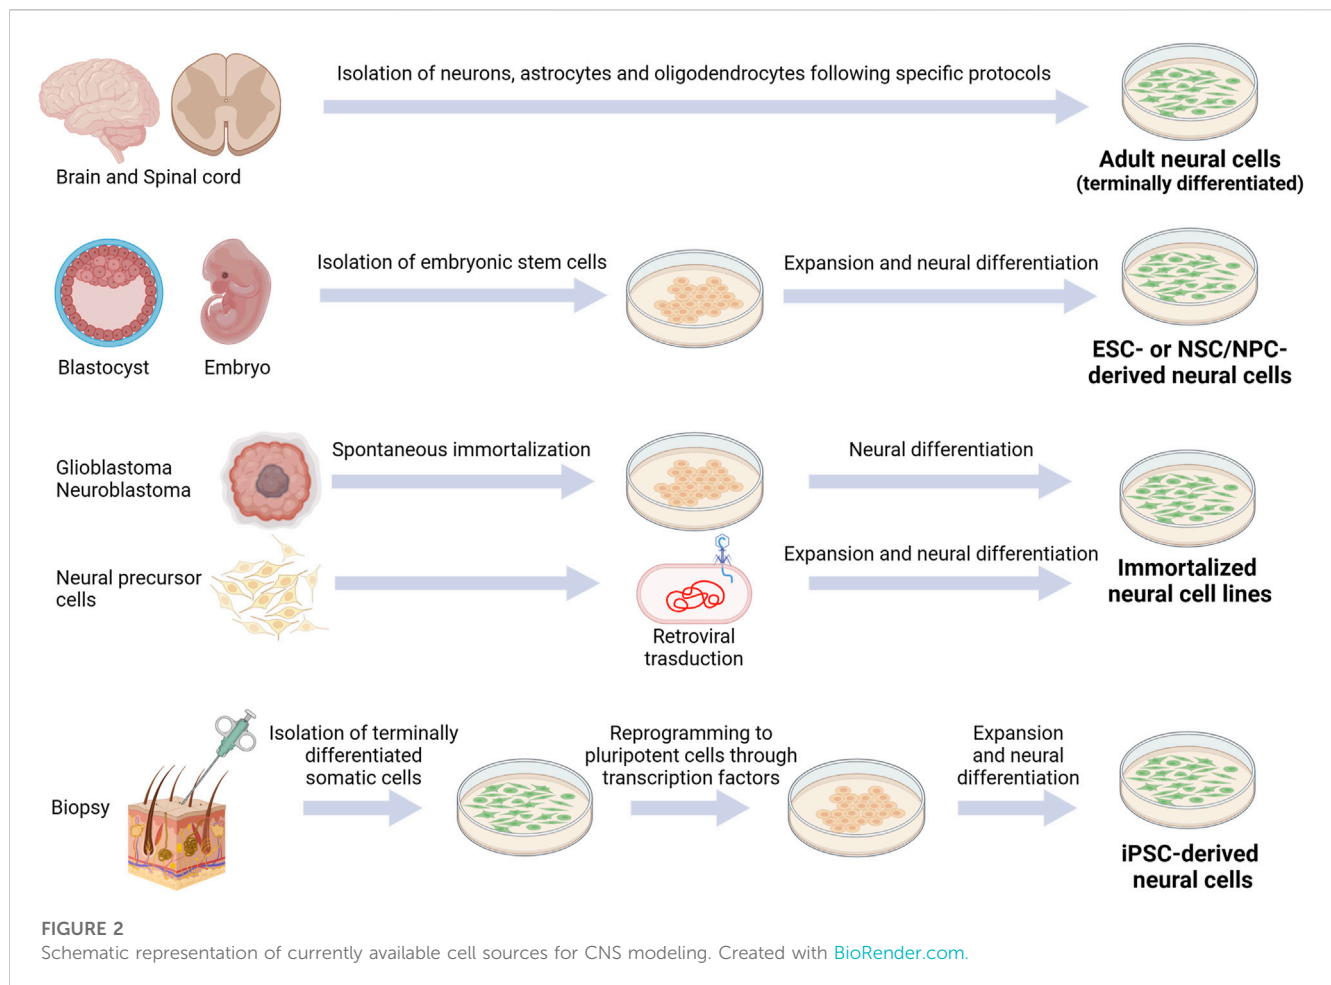 Isolation of neurons, astrocytes and oligodendrocytes following specific protocols
Brain and Spinal cord
Adult neural cells
(terminally differentiated)
Isolation of embryonic stem cells
Expansion and neural differentiation
Blastocyst
Embryo
ESC- or NSC/NPC-
derived neural cells
Glioblastoma
Neuroblastoma
Spontaneous immortalization
Neural differentiation
Neural precursor
cells
Retroviral
trasduction
Expansion and neural differentiation
Immortalized
neural cell lines
Biopsy
Isolation of terminally
differentiated
somatic cells
Reprogramming to
pluripotent cells through
transcription factors
Expansion
and neural
differentiation
iPSC-derived
neural cells
FIGURE 2
Schematic representation of currently available cell sources for CNS modeling. Created with BioRender.com.